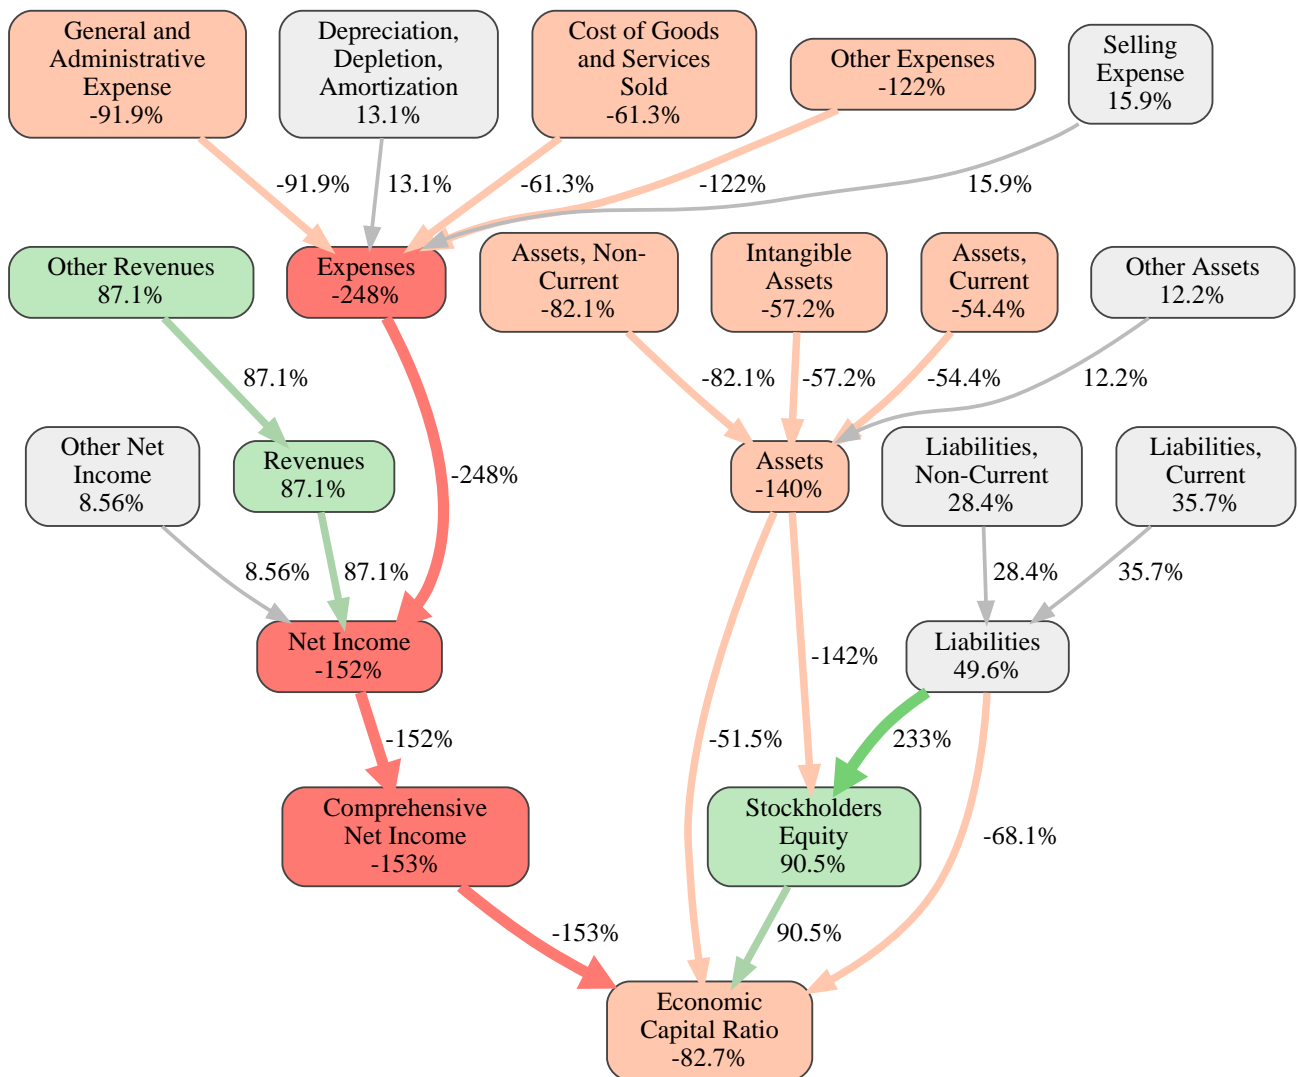 General and
Administrative
Expense
-91.9%
Depreciation,
Depletion,
Amortization
13.1%
Cost of Goods
and Services
Sold
-61.3%
Other Expenses
-122%
Selling
Expense
15.9%
-91.9%
13.1%
-61.3%
-122%
15.9%
Other Revenues
87.1%
Expenses
-248%
Assets, Non-
Current
-82.1%
Intangible
Assets
-57.2%
Assets,
Current
-54.4%
Other Assets
12.2%
87.1%
-82.1%
-57.2%
-54.4%
12.2%
Other Net
Income
8.56%
Revenues
87.1%
-248%
Assets
-140%
Liabilities,
Non-Current
28.4%
Liabilities,
Current
35.7%
8.56%
87.1%
28.4%
35.7%
Net Income
-152%
-142%
Liabilities
49.6%
-152%
-51.5%
233%
Comprehensive
Net Income
-153%
Stockholders
Equity
90.5%
-68.1%
-153%
90.5%
Economic
Capital Ratio
-82.7%